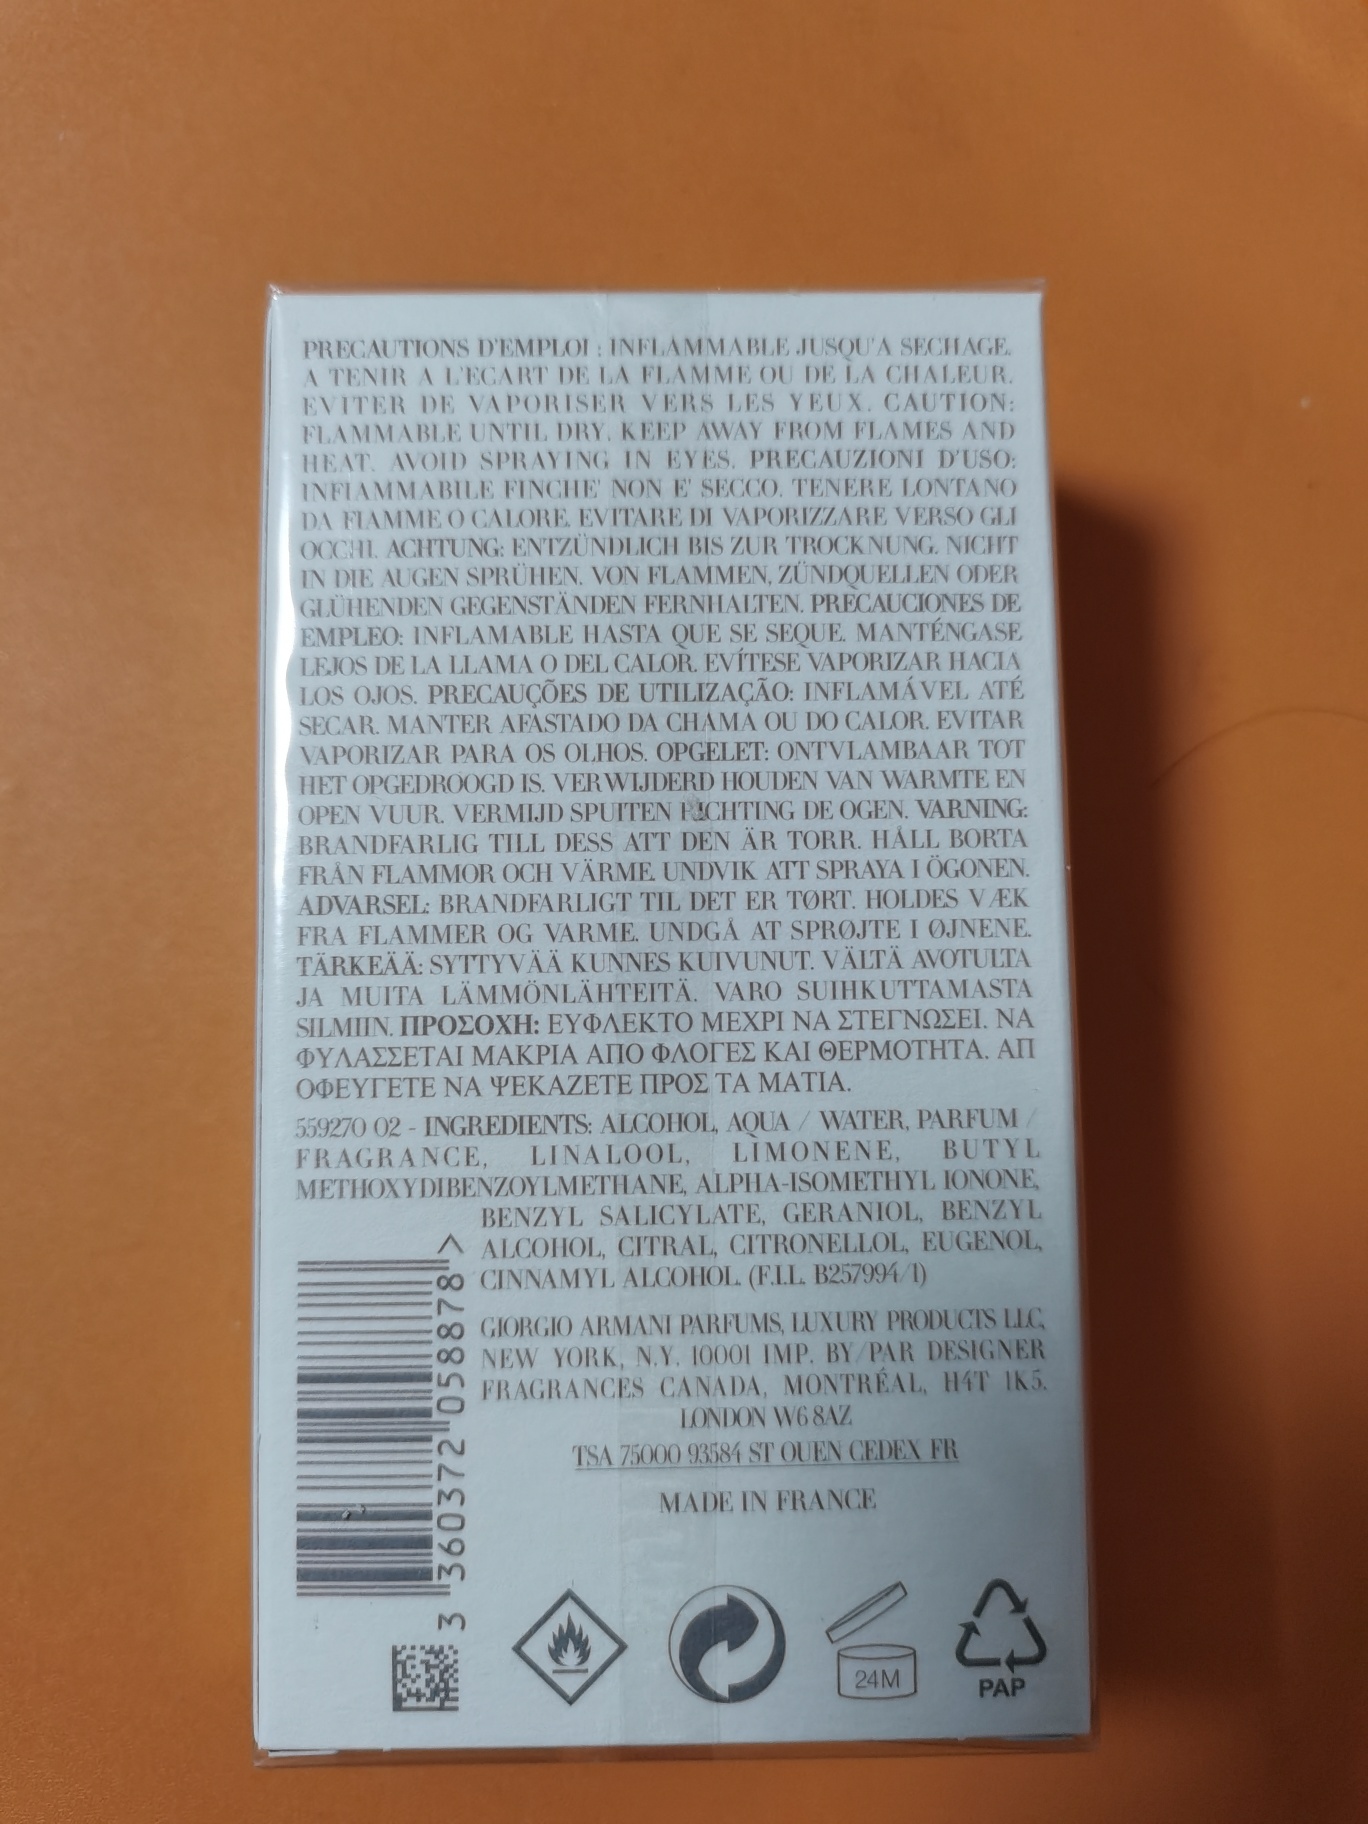 PRECAUTIONS D'EMPLOI : INFLAMMABLE JUSQU'A SECHAGE.
A TENIR A L'ECART DE LA FLAMME OU DE LA CHALEUR.
EVITER DE VAPORISER VERS LES YEUX. CAUTION:
FLAMMABLE UNTIL DRY. KEEP AWAY FROM FLAMES AND
HEAT. AVOID SPRAYING IN EYES. PRECAUZIONI D'USO:
INFIAMMABILE FINCHE' NON E' SECCO. TENERE LONTANO
DA FIAMME O CALORE. EVITARE DI VAPORIZZARE VERSO GLI
OCCHI. ACHTUNG: ENTZÜNDLICH BIS ZUR TROCKNUNG. NICHT
IN DIE AUGEN SPRÜHEN. VON FLAMMEN, ZÜNDQUELLEN ODER
GLÜHENDEN GEGENSTÄNDEN FERNHALTEN. PRECAUCIONES DE
EMPLEO: INFLAMABLE HASTA QUE SE SEQUE. MANTÉNGASE
LEJOS DE LA LLAMA O DEL CALOR. EVÍTESE VAPORIZAR HACIA
LOS OJOS. PRECAUÇÕES DE UTILIZAÇÃO: INFLAMÁVEL ATÉ
SECAR. MANTER AFASTADO DA CHAMA OU DO CALOR. EVITAR
VAPORIZAR PARA OS OLHOS. OPGELET: ONTVLAMBAAR TOT
HET OPGEDROOGD IS. VERWIJDERD HOUDEN VAN WARMTE EN
OPEN VUUR. VERMIJD SPUITEN RICHTING DE OGEN. VARNING:
BRANDFARLIG TILL DESS ATT DEN ÄR TORR. HÅLL BORTA
FRÅN FLAMMOR OCH VÄRME. UNDVIK ATT SPRAYA I ÖGONEN.
ADVARSEL: BRANDFARLIGT TIL DET ER TØRT. HOLDES VÆK
FRA FLAMMER OG VARME. UNDGÅ AT SPRØJTE I ØJNENE.
TÄRKEÄÄ: SYTTYVÄÄ KUNNES KUIVUNUT. VÄLTÄ AVOTULTA
JA MUITA LÄMMÖNLÄHTEITÄ. VARO SUIHKUTTAMASTA
SILMIIN. ΠΡΟΣΟΧΗ: ΕΥΦΛΕΚΤΟ ΜΕΧΡΙ ΝΑ ΣΤΕΓΝΩΣΕΙ. ΝΑ
ΦΥΛΑΣΣΕΤΑΙ ΜΑΚΡΙΑ ΑΠΟ ΦΛΟΓΕΣ ΚΑΙ ΘΕΡΜΟΤΗΤΑ. ΑΠ
ΟΦΕΥΓΕΤΕ ΝΑ ΨΕΚΑΖΕΤΕ ΠΡΟΣ ΤΑ ΜΑΤΙΑ.
559270 02 - INGREDIENTS: ALCOHOL, AQUA / WATER, PARFUM /
FRAGRANCE, LINALOOL, LIMONENE, BUTYL
METHOXYDIBENZOYLMETHANE, ALPHA-ISOMETHYL IONONE,
BENZYL SALICYLATE, GERANIOL, BENZYL
ALCOHOL, CITRAL, CITRONELLOL, EUGENOL,
CINNAMYL ALCOHOL. (F.I.L. B257994/1)
GIORGIO ARMANI PARFUMS, LUXURY PRODUCTS LLC,
NEW YORK, N.Y. 10001 IMP. BY/PAR DESIGNER
FRAGRANCES CANADA, MONTRÉAL, H4T 1K5.
LONDON W6 8AZ
TSA 75000 93584 ST OUEN CEDEX FR
MADE IN FRANCE
3 360372 058878 >
24M
PAP